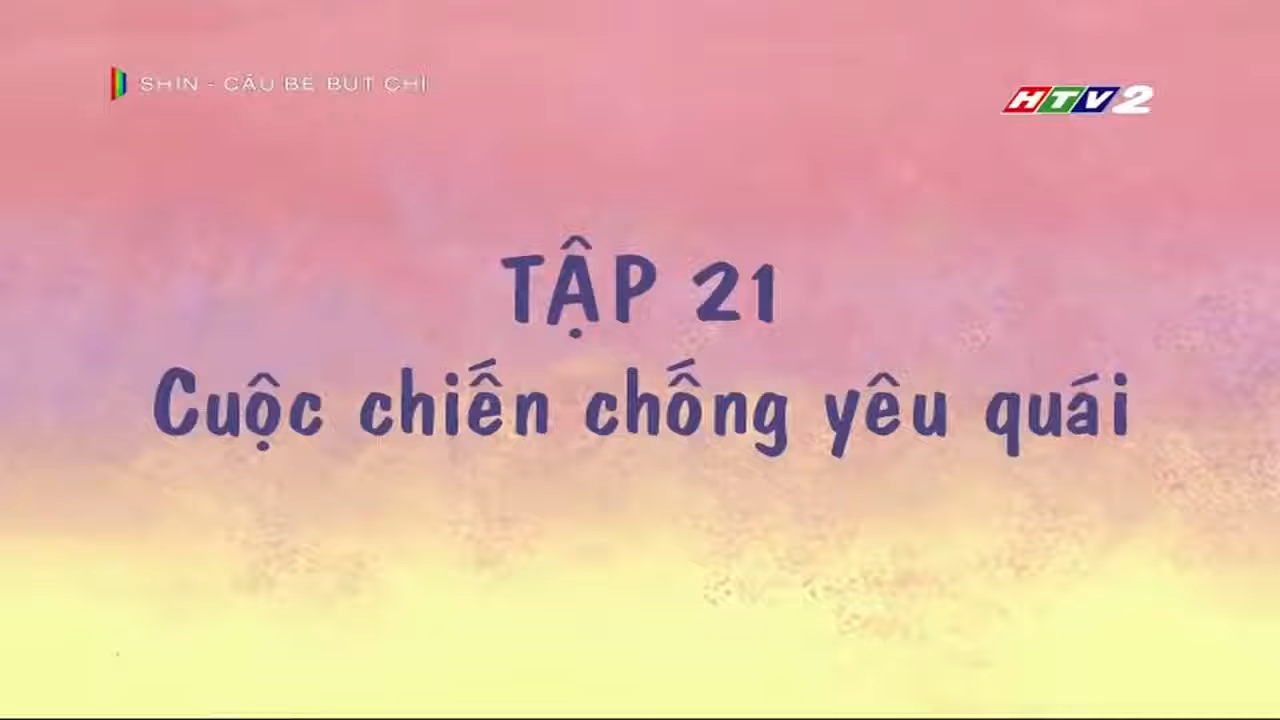 SHIN - CẬU BÉ BÚT CHÌ
HTV2
TẬP 21
Cuộc chiến chống yêu quái